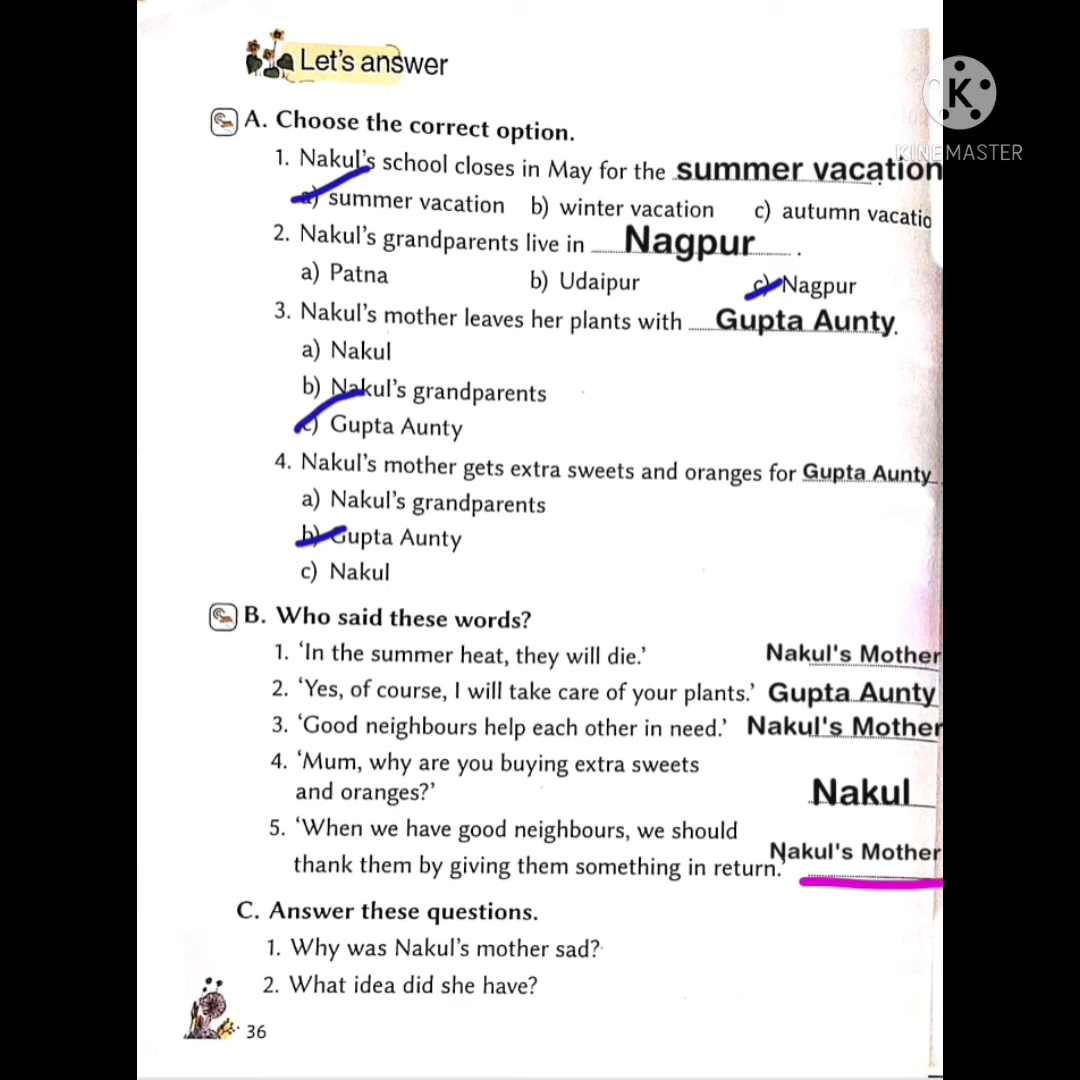 Let's answer
A. Choose the correct option.
K
KINEMASTER
1. Nakul's school closes in May for the summer vacation.
a) summer vacation b) winter vacation c) autumn vacatio
2. Nakul's grandparents live in Nagpur.
a) Patna b) Udaipur c) Nagpur
3. Nakul's mother leaves her plants with Gupta Aunty.
a) Nakul
b) Nakul's grandparents
c) Gupta Aunty
4. Nakul's mother gets extra sweets and oranges for Gupta Aunty
a) Nakul's grandparents
b) Gupta Aunty
c) Nakul
B. Who said these words?
1. ‘In the summer heat, they will die.’ Nakul's Mother
2. ‘Yes, of course, I will take care of your plants.’ Gupta Aunty
3. ‘Good neighbours help each other in need.’ Nakul's Mother
4. ‘Mum, why are you buying extra sweets
and oranges?’ Nakul
5. ‘When we have good neighbours, we should
thank them by giving them something in return.’ Nakul's Mother
C. Answer these questions.
1. Why was Nakul's mother sad?
2. What idea did she have?
36